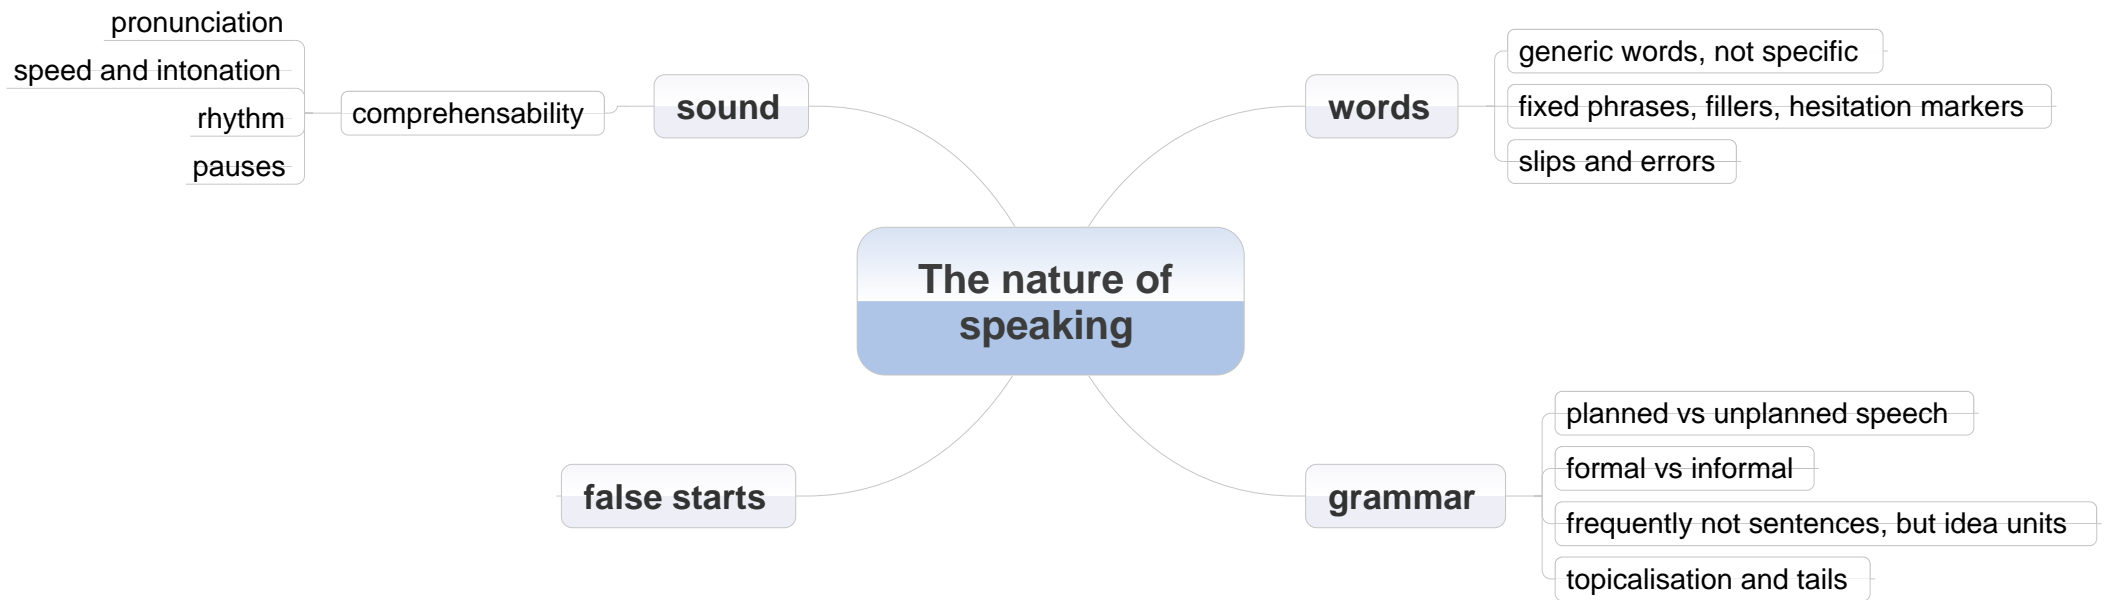 The nature of
speaking
sound
comprehensability
pronunciation
speed and intonation
rhythm
pauses
words
generic words, not specific
fixed phrases, fillers, hesitation markers
slips and errors
grammar
planned vs unplanned speech
formal vs informal
frequently not sentences, but idea units
topicalisation and tails
false starts